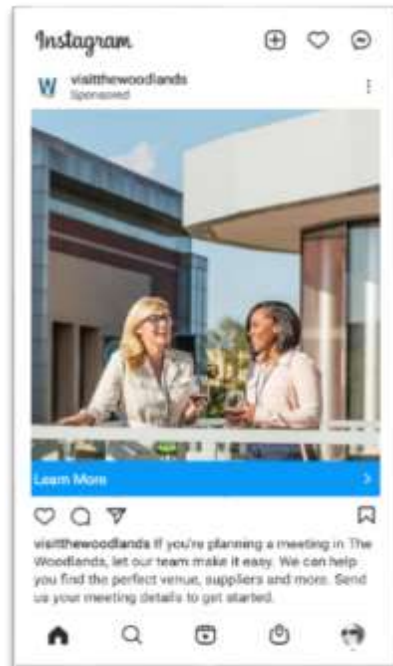 Instagram
visitthewoodlands
Sponsored
Learn More
visitthewoodlands If you're planning a meeting in The
Woodlands, let our team make it easy. We can help
you find the perfect venue, suppliers and more. Send
us your meeting details to get started.